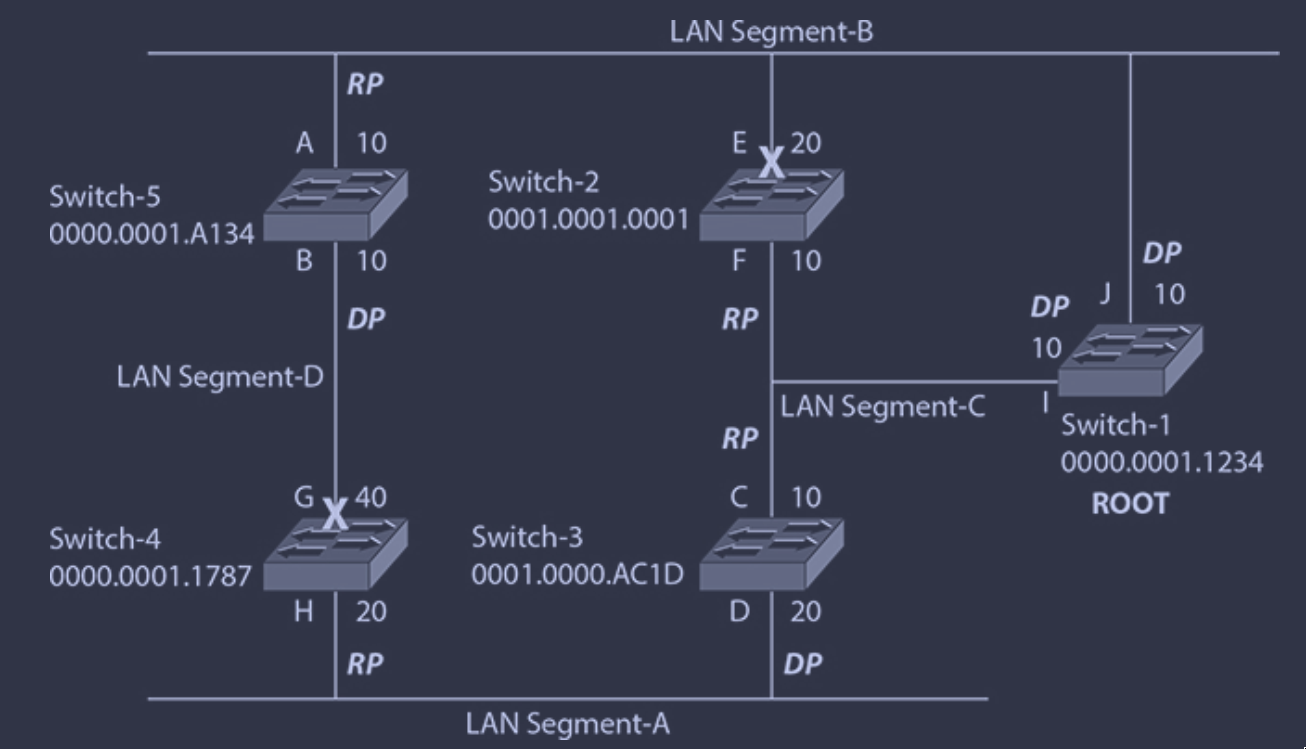 LAN Segment-B
RP
A 10
Switch-5
0000.0001.A134
B 10
DP
LAN Segment-D
G X 40
Switch-4
0000.0001.1787
H 20
RP
E X 20
Switch-2
0001.0001.0001
F 10
RP
LAN Segment-C
RP
C 10
Switch-3
0001.0000.AC1D
D 20
DP
DP
J 10
DP
10
I
Switch-1
0000.0001.1234
ROOT
LAN Segment-A